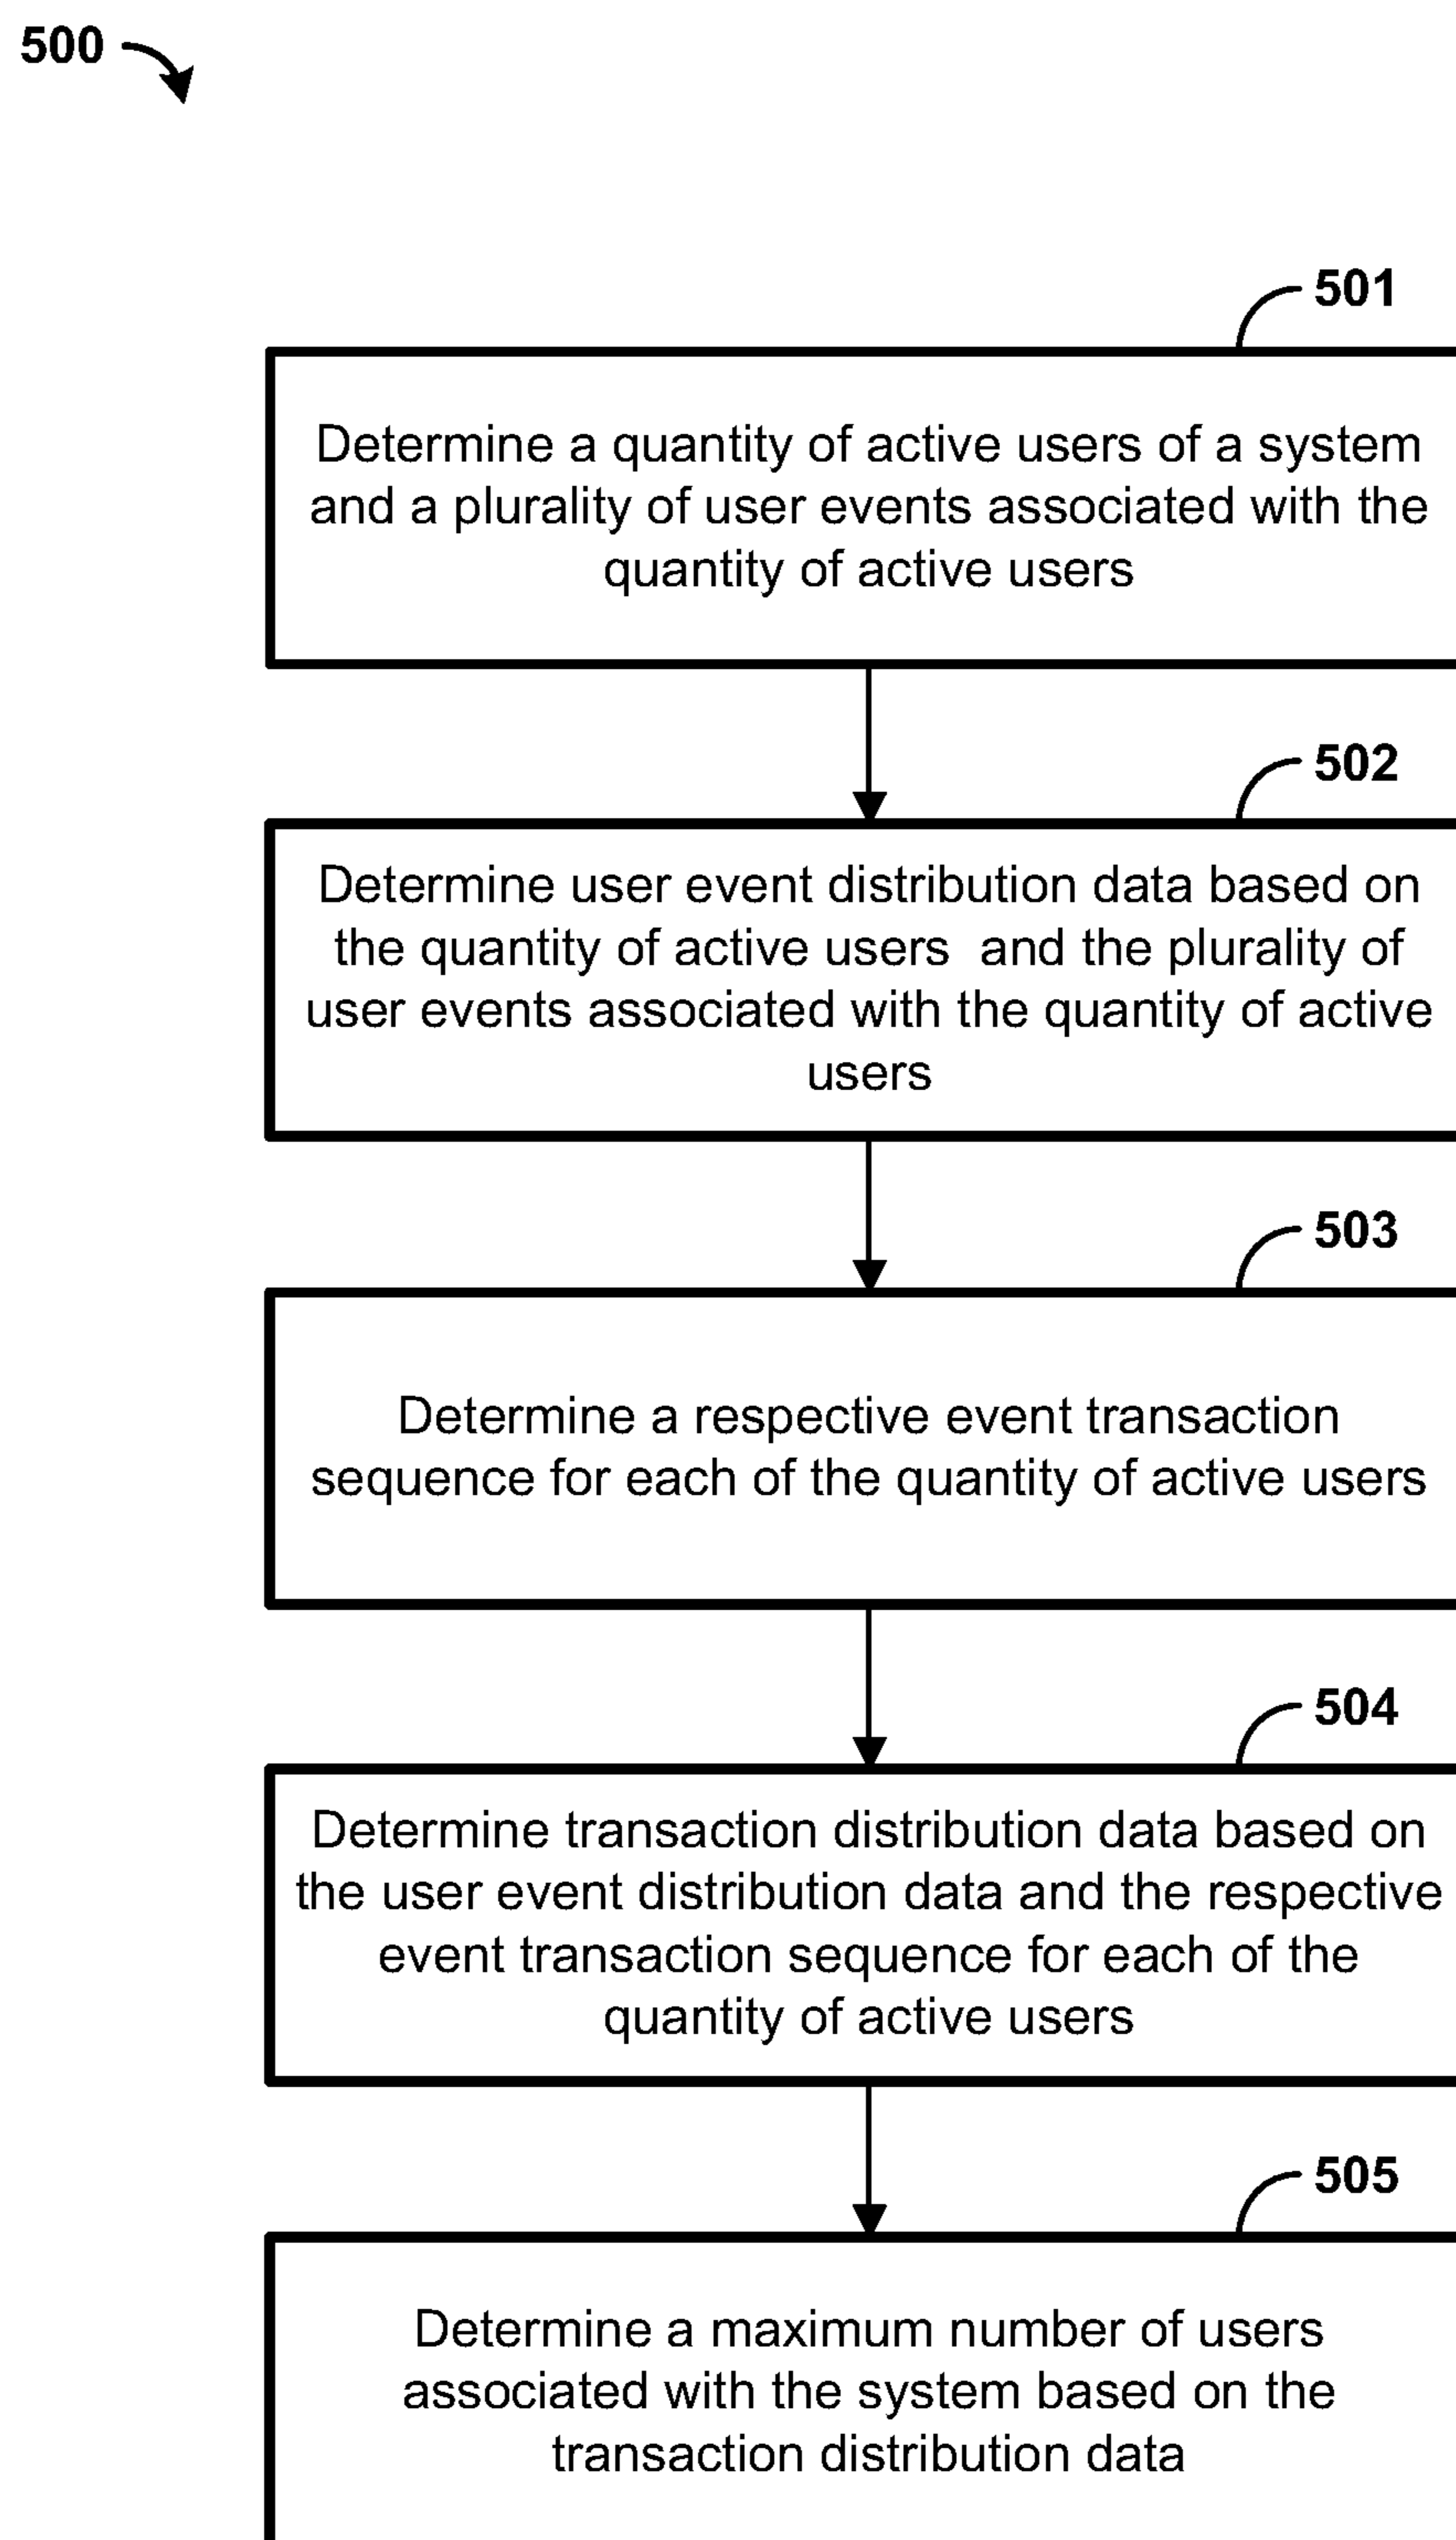 500
501
Determine a quantity of active users of a system
and a plurality of user events associated with the
quantity of active users
502
Determine user event distribution data based on
the quantity of active users  and the plurality of
user events associated with the quantity of active
users
503
Determine a respective event transaction
sequence for each of the quantity of active users
504
Determine transaction distribution data based on
the user event distribution data and the respective
event transaction sequence for each of the
quantity of active users
505
Determine a maximum number of users
associated with the system based on the
transaction distribution data